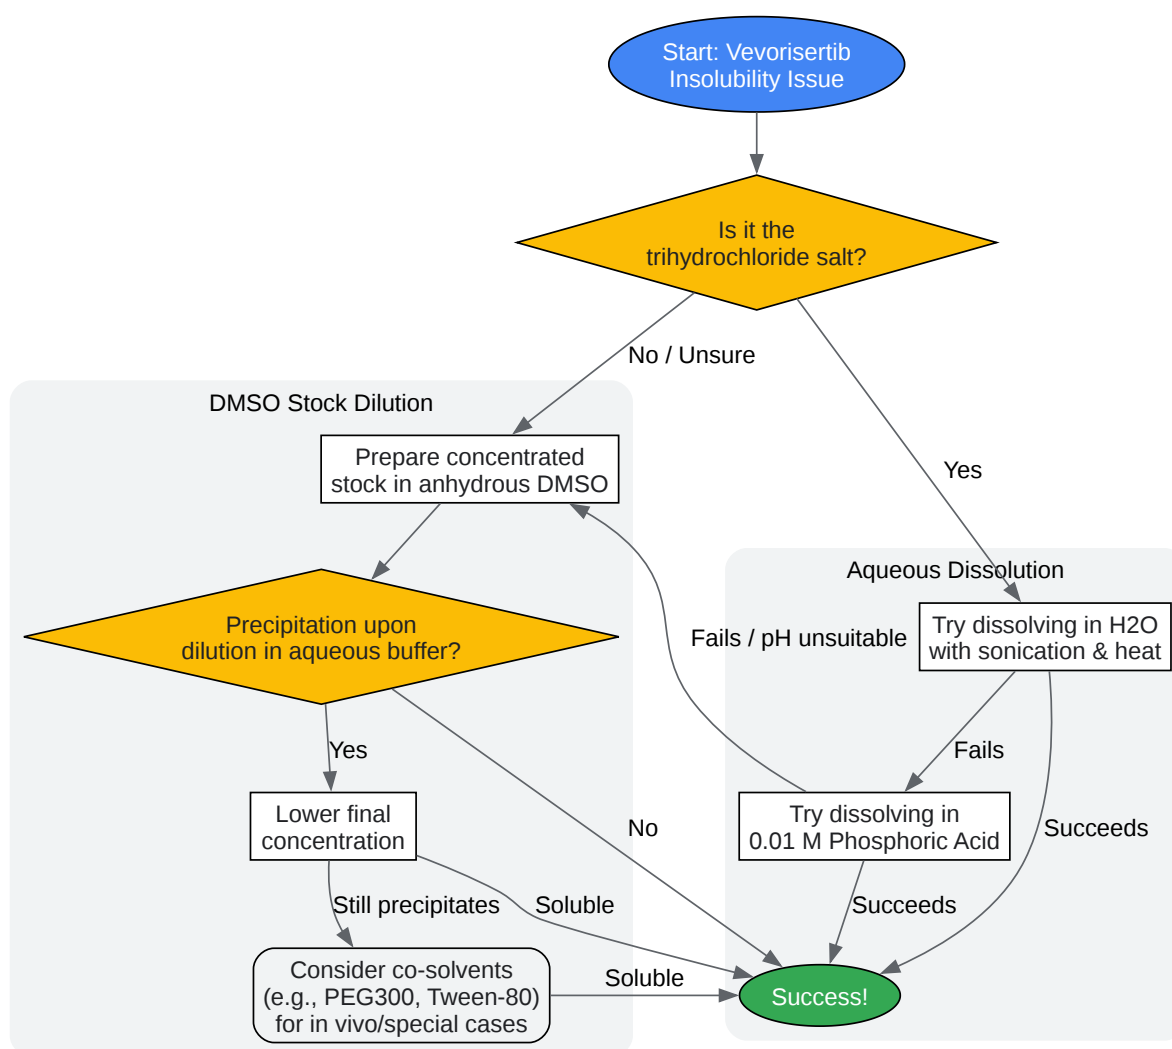 Start: Vevorisertib
Insolubility Issue
Is it the
trihydrochloride salt?
No / Unsure
Yes
DMSO Stock Dilution
Prepare concentrated
stock in anhydrous DMSO
Aqueous Dissolution
Try dissolving in H2O
with sonication & heat
Precipitation upon
dilution in aqueous buffer?
Fails / pH unsuitable
Yes
Fails
Lower final
concentration
No
Try dissolving in
0.01 M Phosphoric Acid
Succeeds
Still precipitates
Soluble
Succeeds
Consider co-solvents
(e.g., PEG300, Tween-80)
for in vivo/special cases
Soluble
Success!